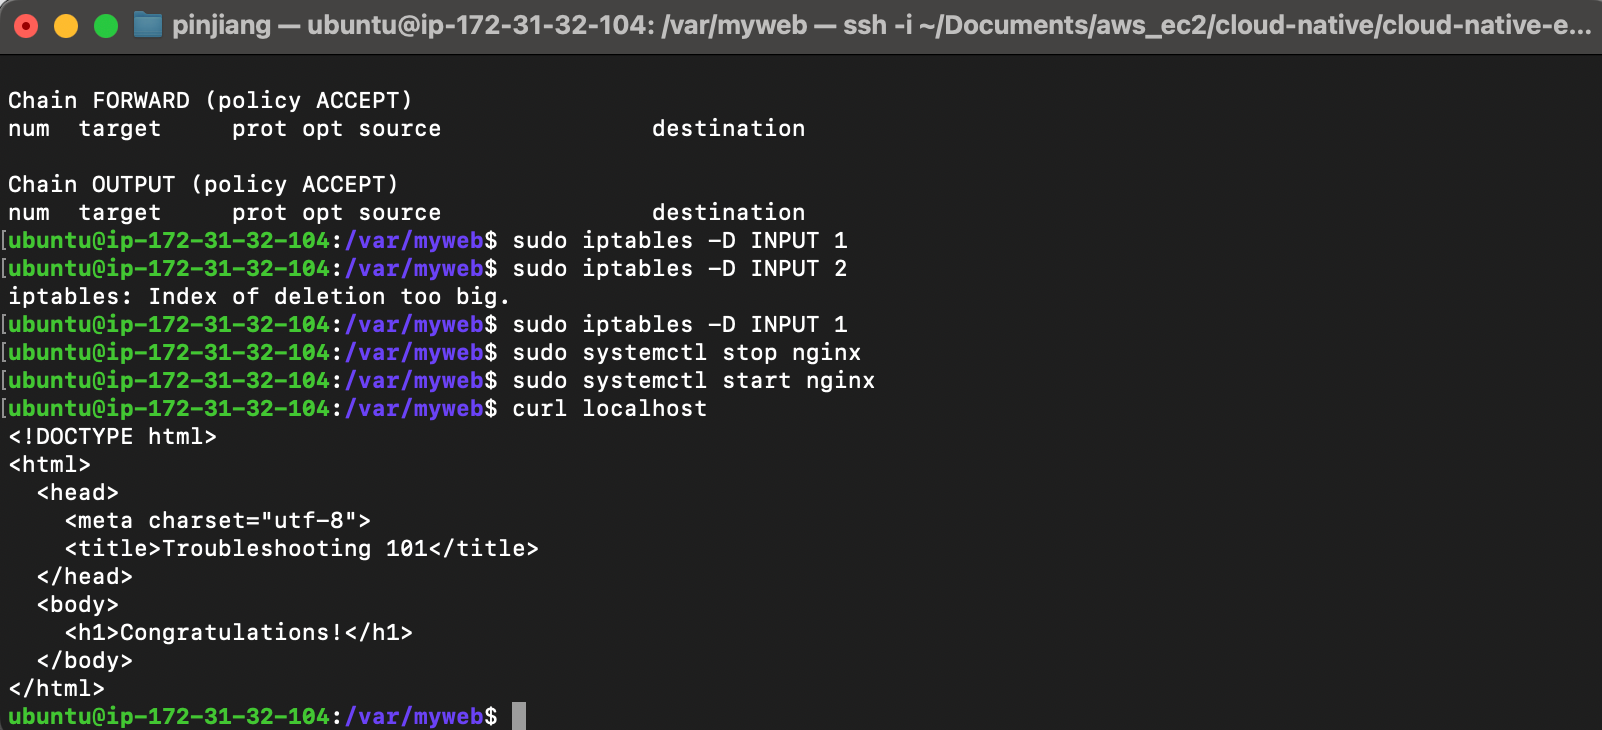 pinjiang — ubuntu@ip-172-31-32-104: /var/myweb — ssh -i ~/Documents/aws_ec2/cloud-native/cloud-native-e...
Chain FORWARD (policy ACCEPT)
num  target     prot opt source               destination

Chain OUTPUT (policy ACCEPT)
num  target     prot opt source               destination
[ubuntu@ip-172-31-32-104:/var/myweb$ sudo iptables -D INPUT 1
[ubuntu@ip-172-31-32-104:/var/myweb$ sudo iptables -D INPUT 2
iptables: Index of deletion too big.
[ubuntu@ip-172-31-32-104:/var/myweb$ sudo iptables -D INPUT 1
[ubuntu@ip-172-31-32-104:/var/myweb$ sudo systemctl stop nginx
[ubuntu@ip-172-31-32-104:/var/myweb$ sudo systemctl start nginx
[ubuntu@ip-172-31-32-104:/var/myweb$ curl localhost
<!DOCTYPE html>
<html>
  <head>
    <meta charset="utf-8">
    <title>Troubleshooting 101</title>
  </head>
  <body>
    <h1>Congratulations!</h1>
  </body>
</html>
ubuntu@ip-172-31-32-104:/var/myweb$